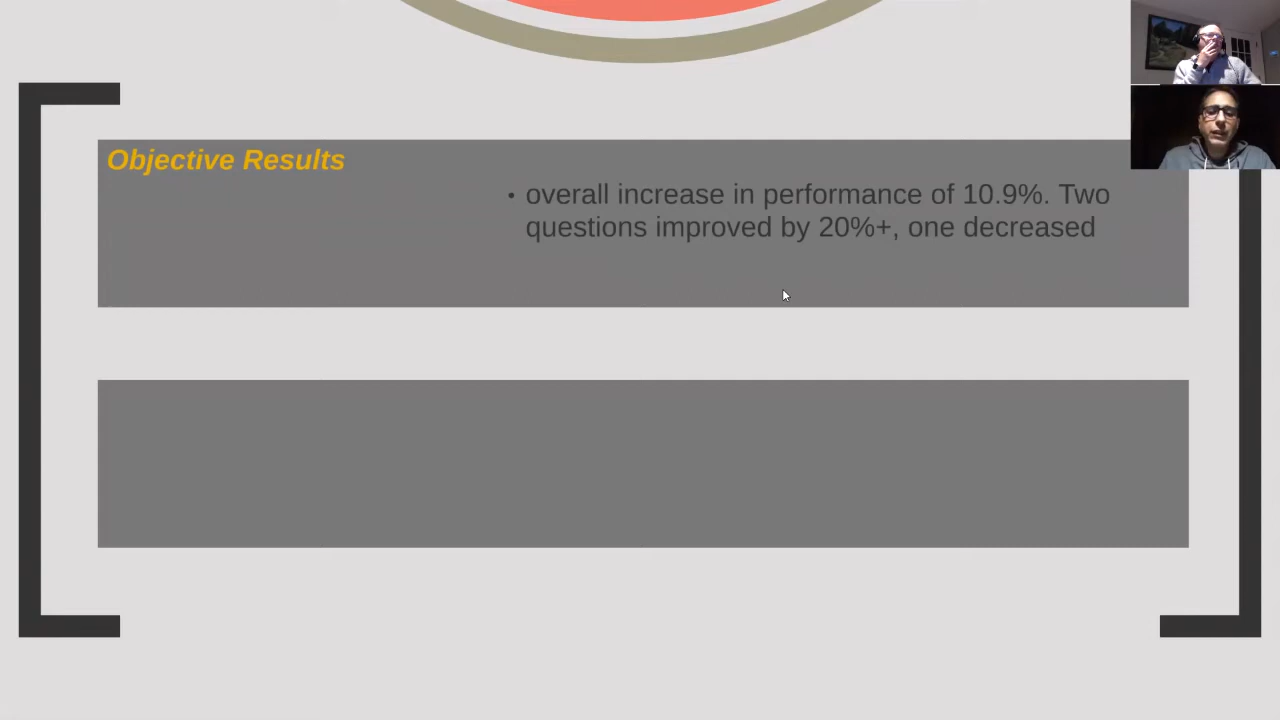 Objective Results
• overall increase in performance of 10.9%. Two
questions improved by 20%+, one decreased